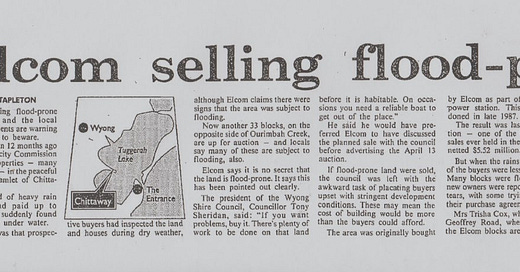 lcom selling flood-p
TAPLETON
ing flood-prone
and the local
ents are warning
to beware.
n 12 months ago
city Commission
perties — many
— in the peaceful
amlet of Chitta-
of heavy rain
nd paid up to
suddenly found
under water.
was that prospec-
Wyong
Tuggerah
Lake
Chittaway
The
Entrance
tive buyers had inspected the land
and houses during dry weather,
although Elcom claims there were
signs that the area was subject to
flooding.
Now another 33 blocks, on the
opposite side of Ourimbah Creek,
are up for auction — and locals
say many of these are subject to
flooding, also.
Elcom says it is no secret that
the land is flood-prone. It says this
has been pointed out clearly.
The president of the Wyong
Shire Council, Councillor Tony
Sheridan, said: "If you want
problems, buy it. There's plenty of
work to be done on that land
before it is habitable. On occa-
sions you need a reliable boat to
get out of the place."
He said he would have pre-
ferred Elcom to have discussed
the planned sale with the council
before advertising the April 13
auction.
If flood-prone land were sold,
the council was left with the
awkward task of placating buyers
upset with stringent development
conditions. These may mean the
cost of building would be more
than the buyers could afford.
The area was originally bought
by Elcom as part of
power station. This
doned in late 1987.
The result was las
tion — one of the
sales ever held in the
netted $5.52 million.
But when the rains
of the buyers were less
Many blocks were fl
new owners were repo
tears, with some tryi
their purchase agreem
Mrs Trisha Cox, wh
Geoffrey Road, whe
the Elcom blocks are